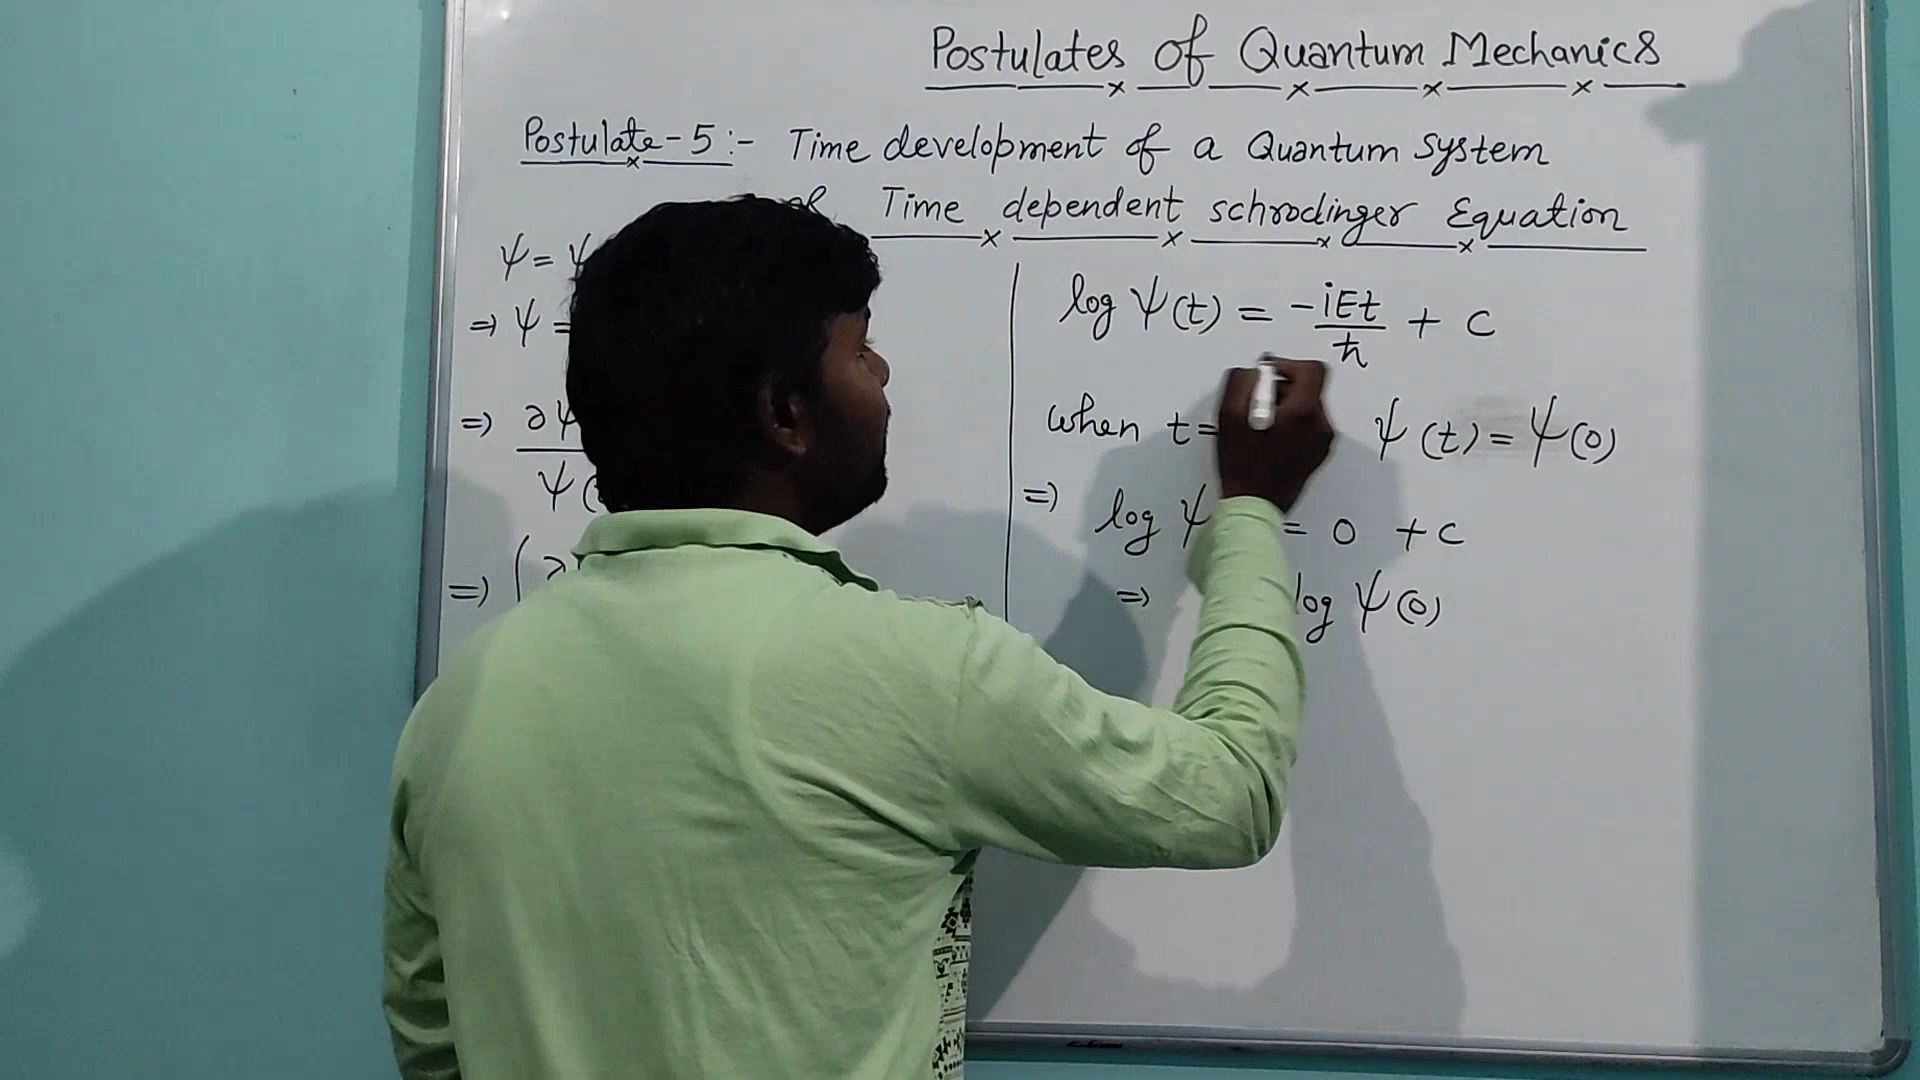 Postulates of Quantum Mechanics
Postulate-5 :- Time development of a Quantum System
Time dependent schrodinger Equation
ψ = ψ
⇒ ψ =
⇒ ∂ψ
ψ(
⇒ (∂
log ψ(t) = -iEt/ħ + c
when t= ψ(t) = ψ(0)
⇒ log ψ = 0 + c
⇒ log ψ(0)